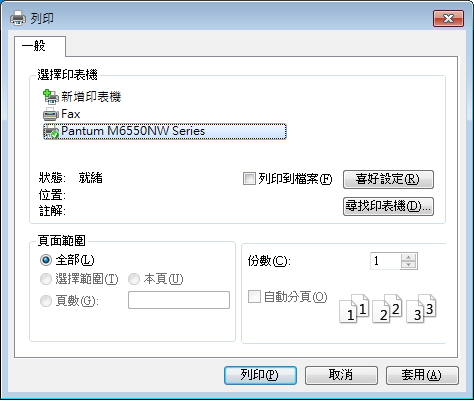 列印
一般
選擇印表機
新增印表機
Fax
Pantum M6550NW Series
狀態: 就緒
列印到檔案(F)
喜好設定(R)
位置:
註解:
尋找印表機(D)...
頁面範圍
全部(L)
選擇範圍(T) 本頁(U)
頁數(G):
份數(C): 1
自動分頁(O)
1 1 2 2 3 3
列印(P) 取消 套用(A)